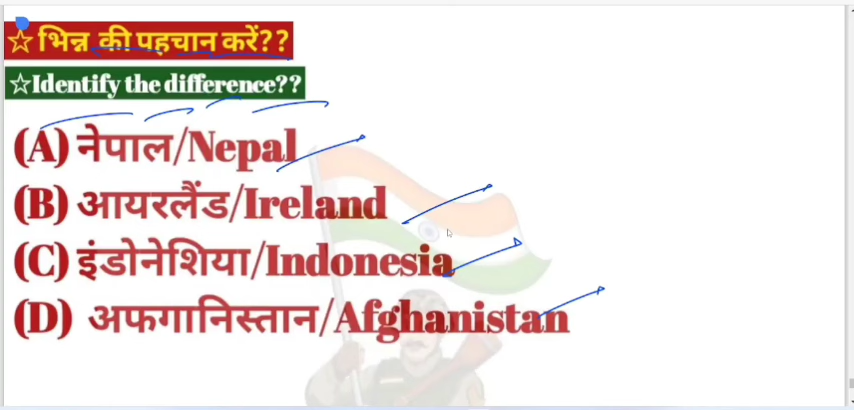 ☆ भिन्न की पहचान करें??
☆Identify the difference??
(A) नेपाल/Nepal
(B) आयरलैंड/Ireland
(C) इंडोनेशिया/Indonesia
(D) अफगानिस्तान/Afghanistan